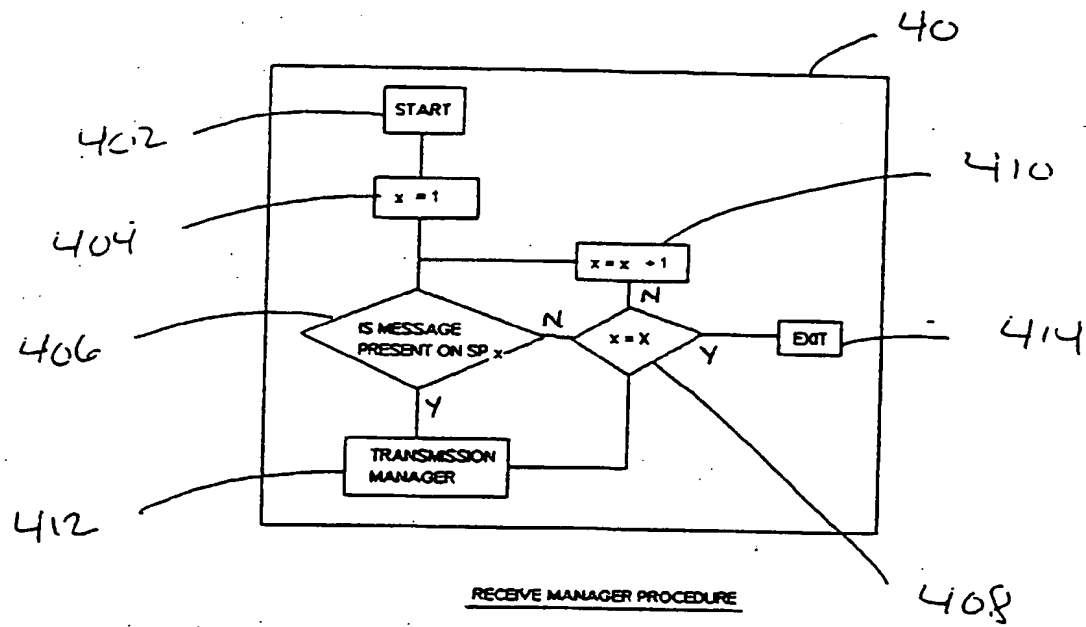 40
START
402
x = 1
410
404
x = x + 1
N
IS MESSAGE
PRESENT ON SP x
N
x = X
Y
EXIT
414
406
Y
TRANSMISSION
MANAGER
412
408
RECEIVE MANAGER PROCEDURE